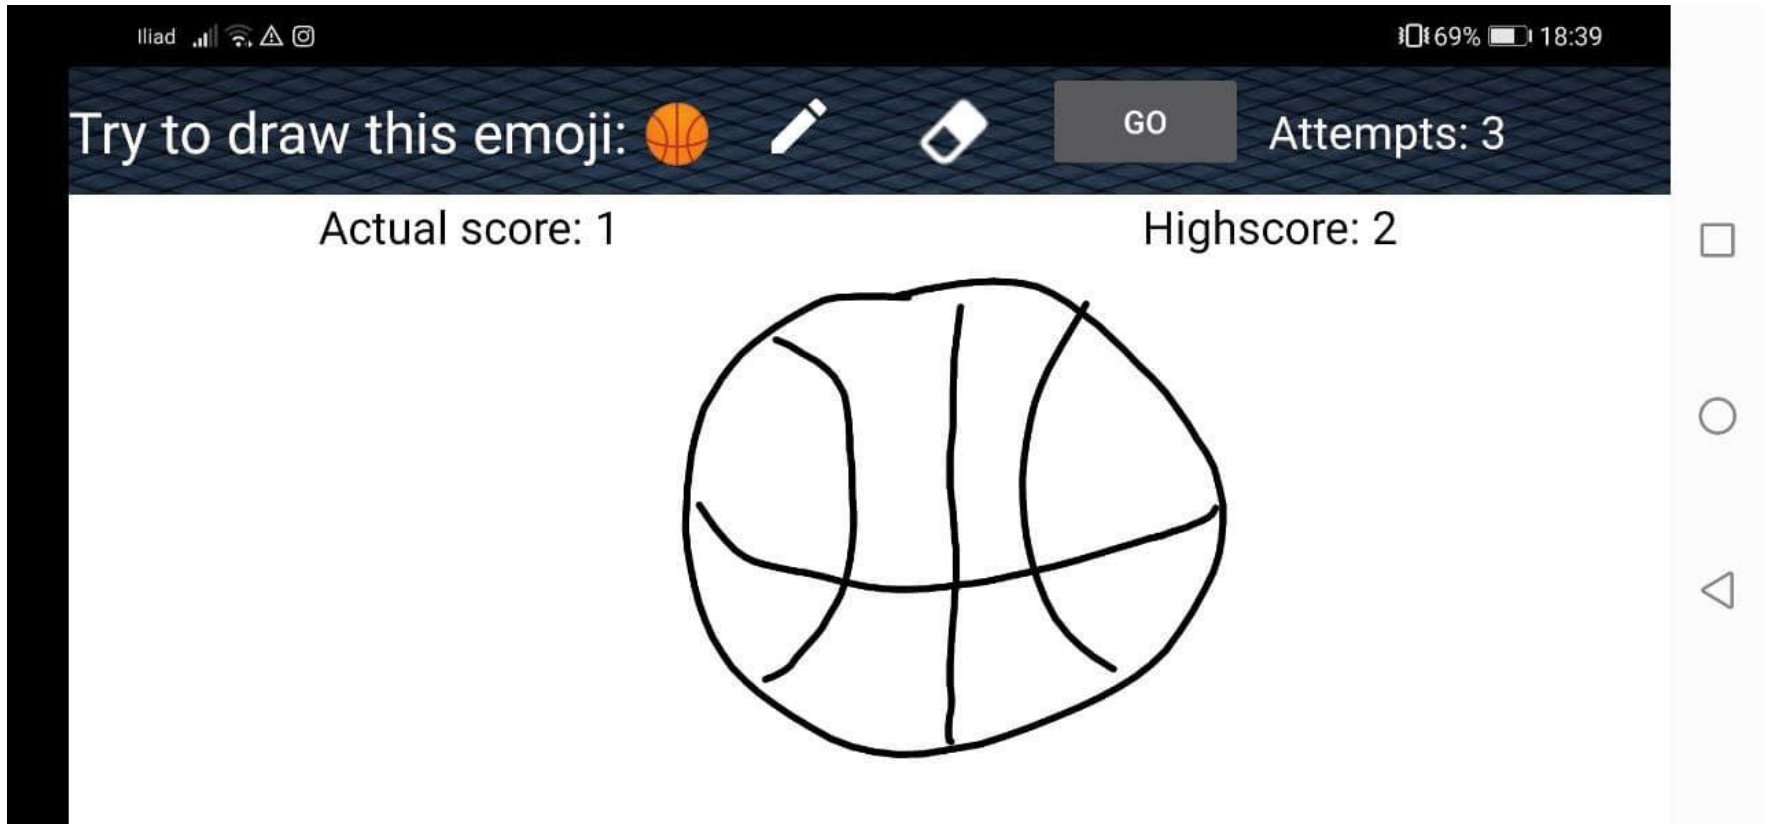 Iliad 69% 18:39
Try to draw this emoji: 🏀 GO Attempts: 3
Actual score: 1 Highscore: 2